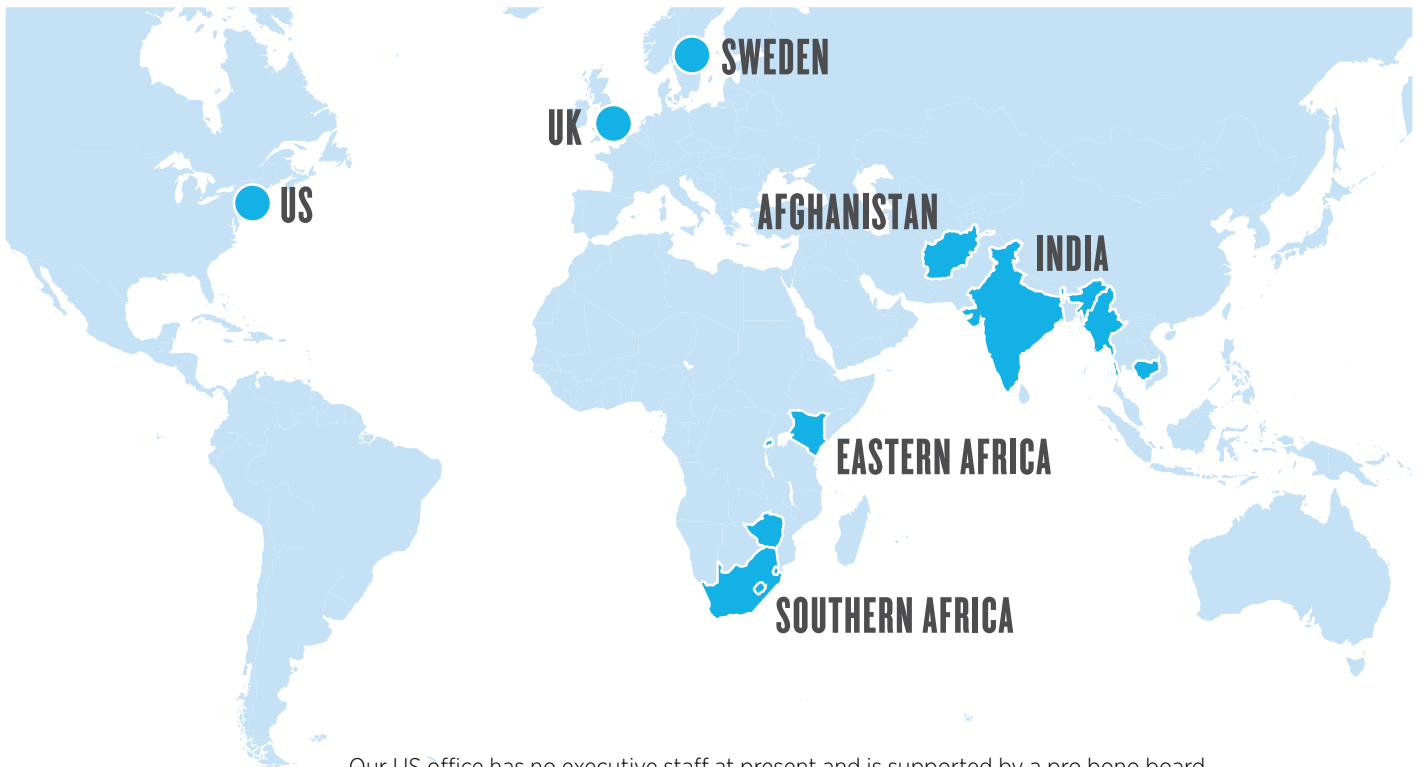 SWEDEN
UK
US
AFGHANISTAN
INDIA
EASTERN AFRICA
SOUTHERN AFRICA
Our US office has no executive staff at present and is supported by a pro bono board